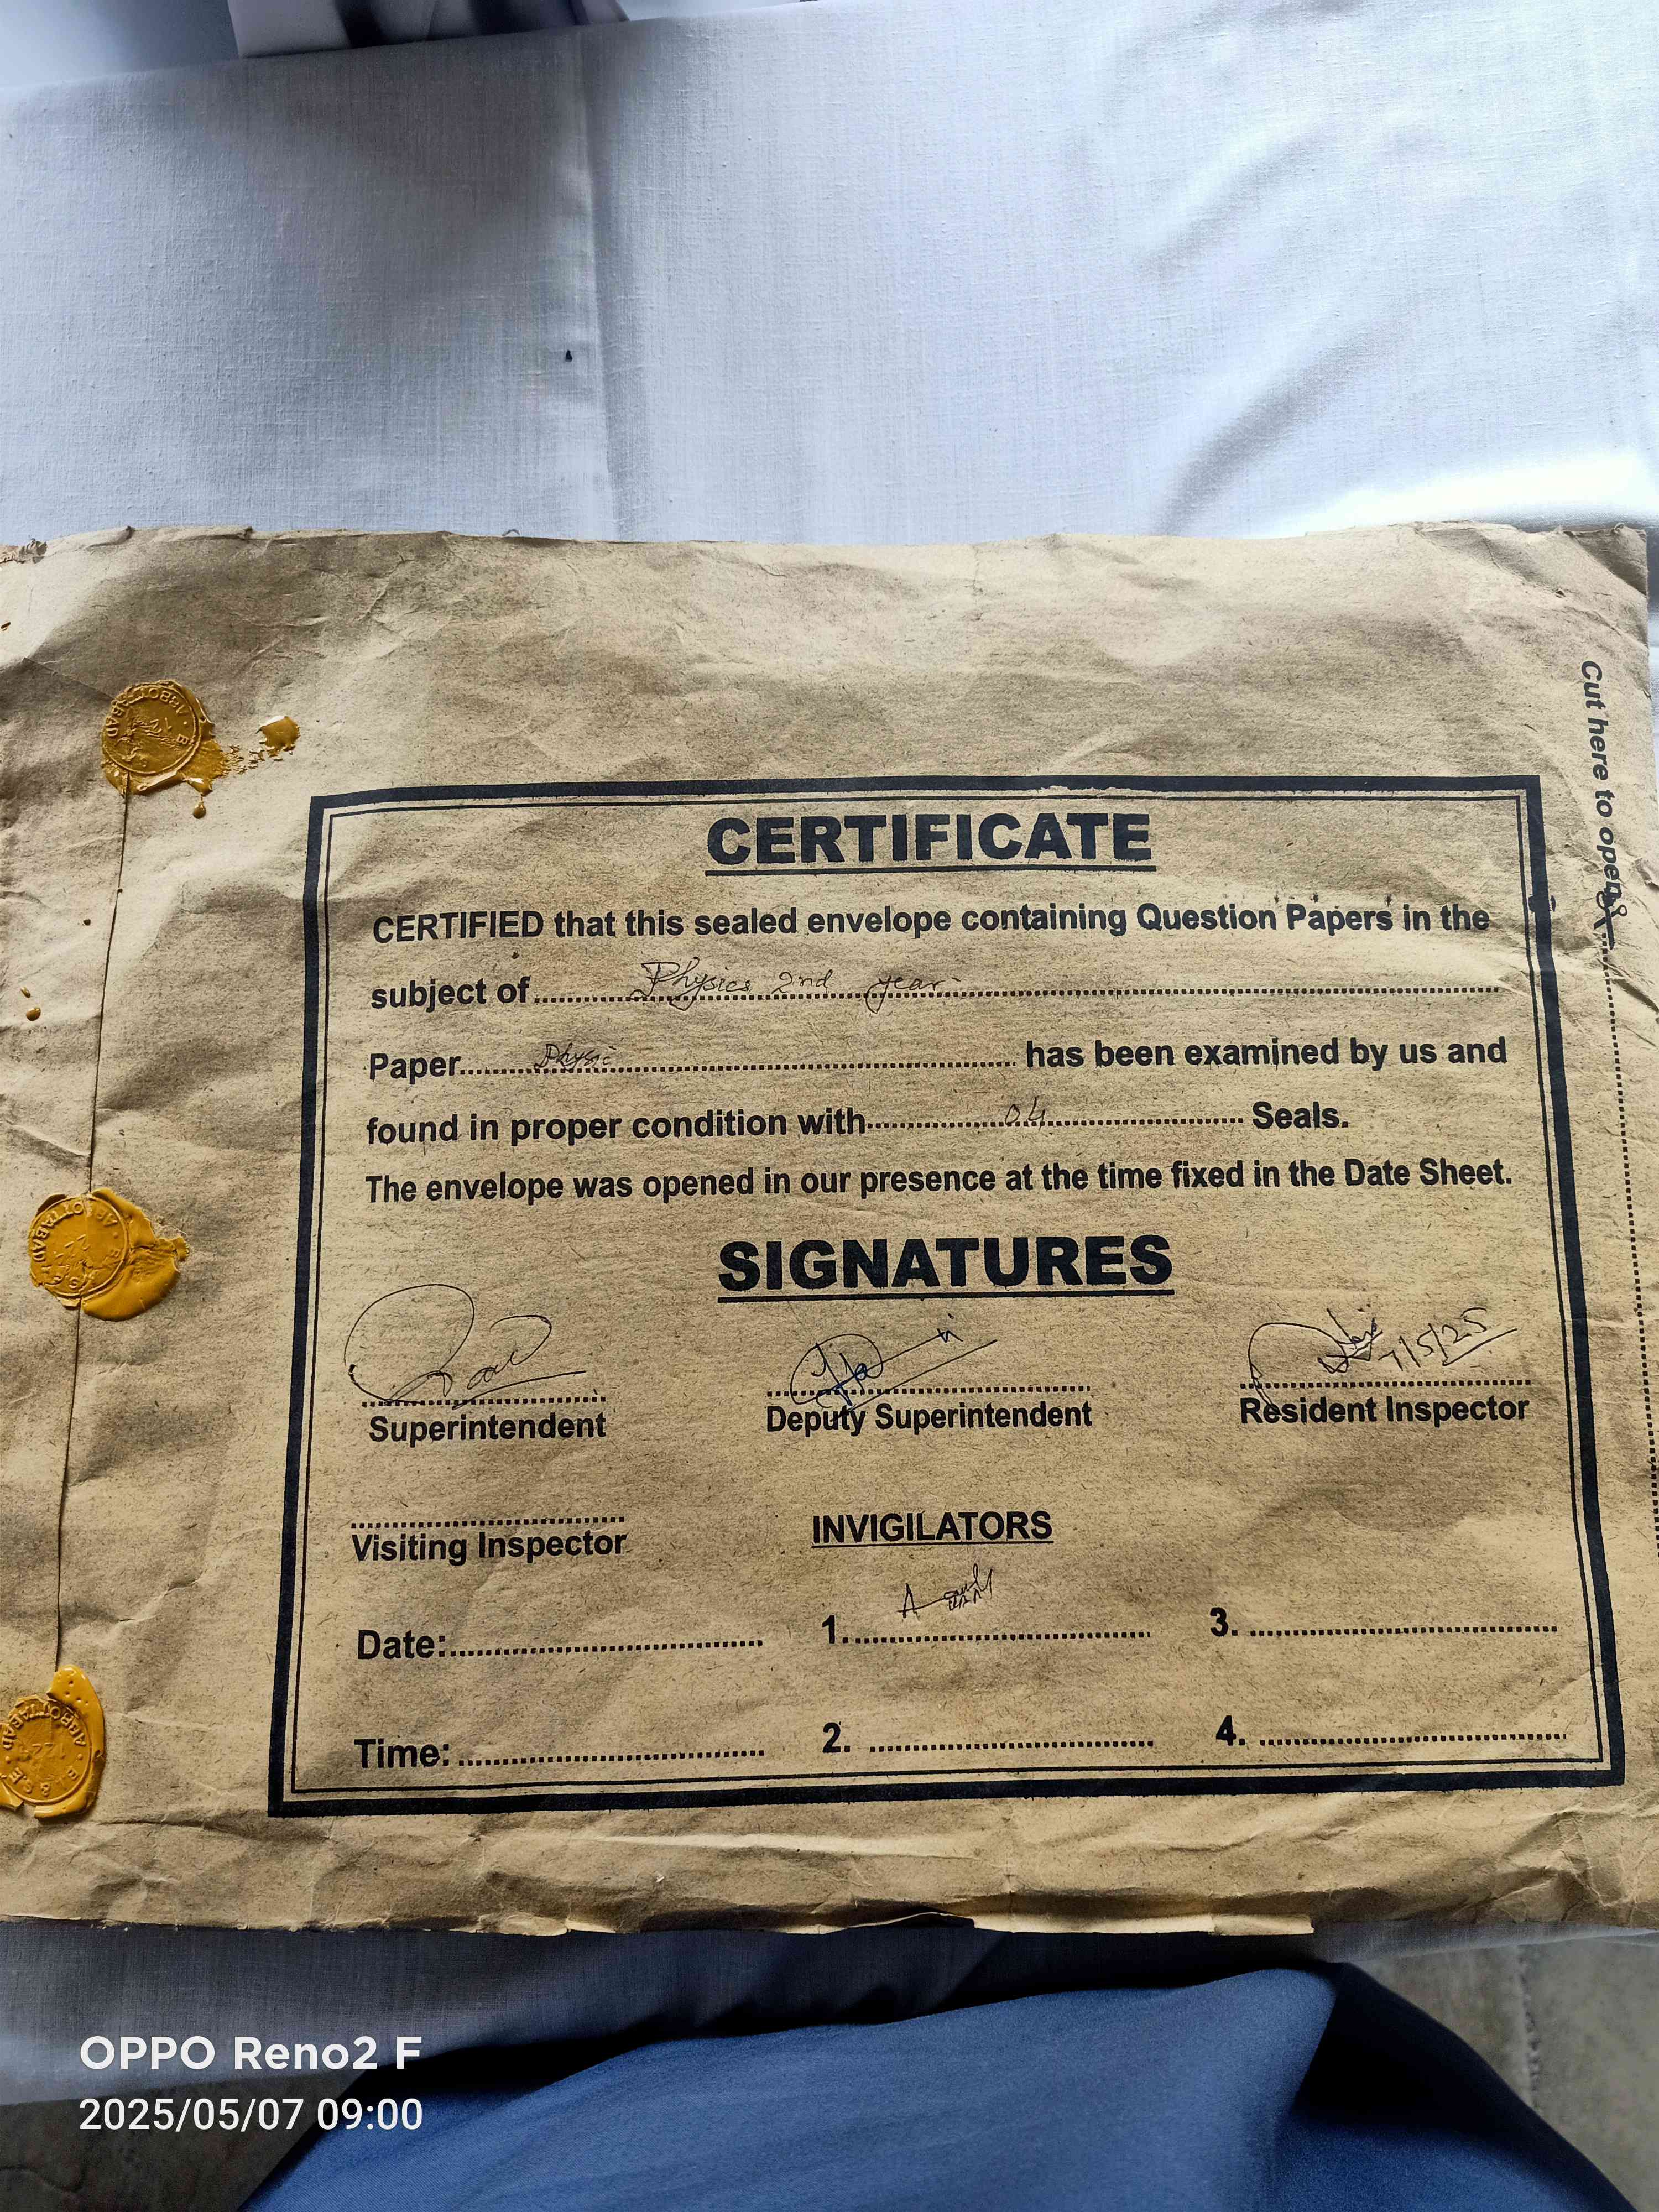 Cut here to open
ABBOTTABAD
CERTIFICATE
CERTIFIED that this sealed envelope containing Question Papers in the
subject of Physics 2nd year
Paper Physic has been examined by us and
found in proper condition with 04 Seals.
The envelope was opened in our presence at the time fixed in the Date Sheet.
SIGNATURES
7/5/25
Superintendent Deputy Superintendent Resident Inspector
Visiting Inspector INVIGILATORS
Date: 1. 3.
Time: 2. 4.
ABBOTTABAD
ABBOTTABAD
OPPO Reno2 F
2025/05/07 09:00